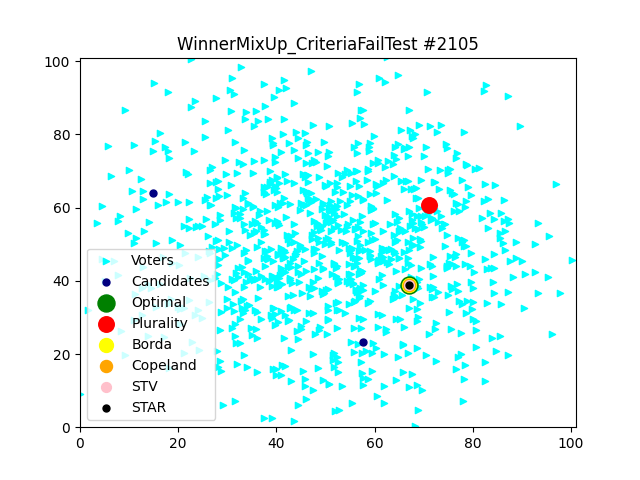 WinnerMixUp_CriteriaFailTest #2105
100
80
60
40
20
0
Voters
Candidates
Optimal
Plurality
Borda
Copeland
STV
STAR
0 20 40 60 80 100